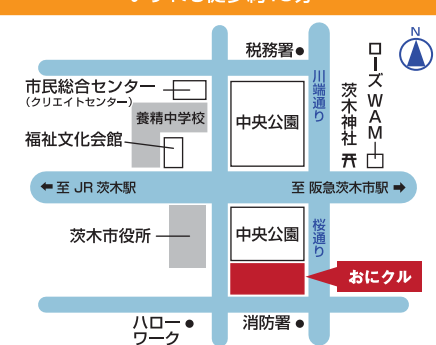 N
税務署
川端通り
ローズWAM
茨木神社
市民総合センター
(クリエイトセンター)
養精中学校
中央公園
福祉文化会館
← 至 JR 茨木駅
至 阪急茨木市駅 →
茨木市役所
中央公園
桜通り
おにクル
ハロー
ワーク
消防署